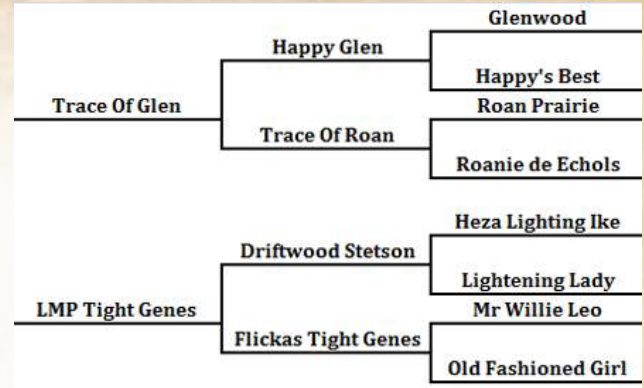 Glenwood
Happy Glen
Happy's Best
Trace Of Glen
Roan Prairie
Trace Of Roan
Roanie de Echols
Heza Lighting Ike
Driftwood Stetson
Lightening Lady
LMP Tight Genes
Mr Willie Leo
Flickas Tight Genes
Old Fashioned Girl